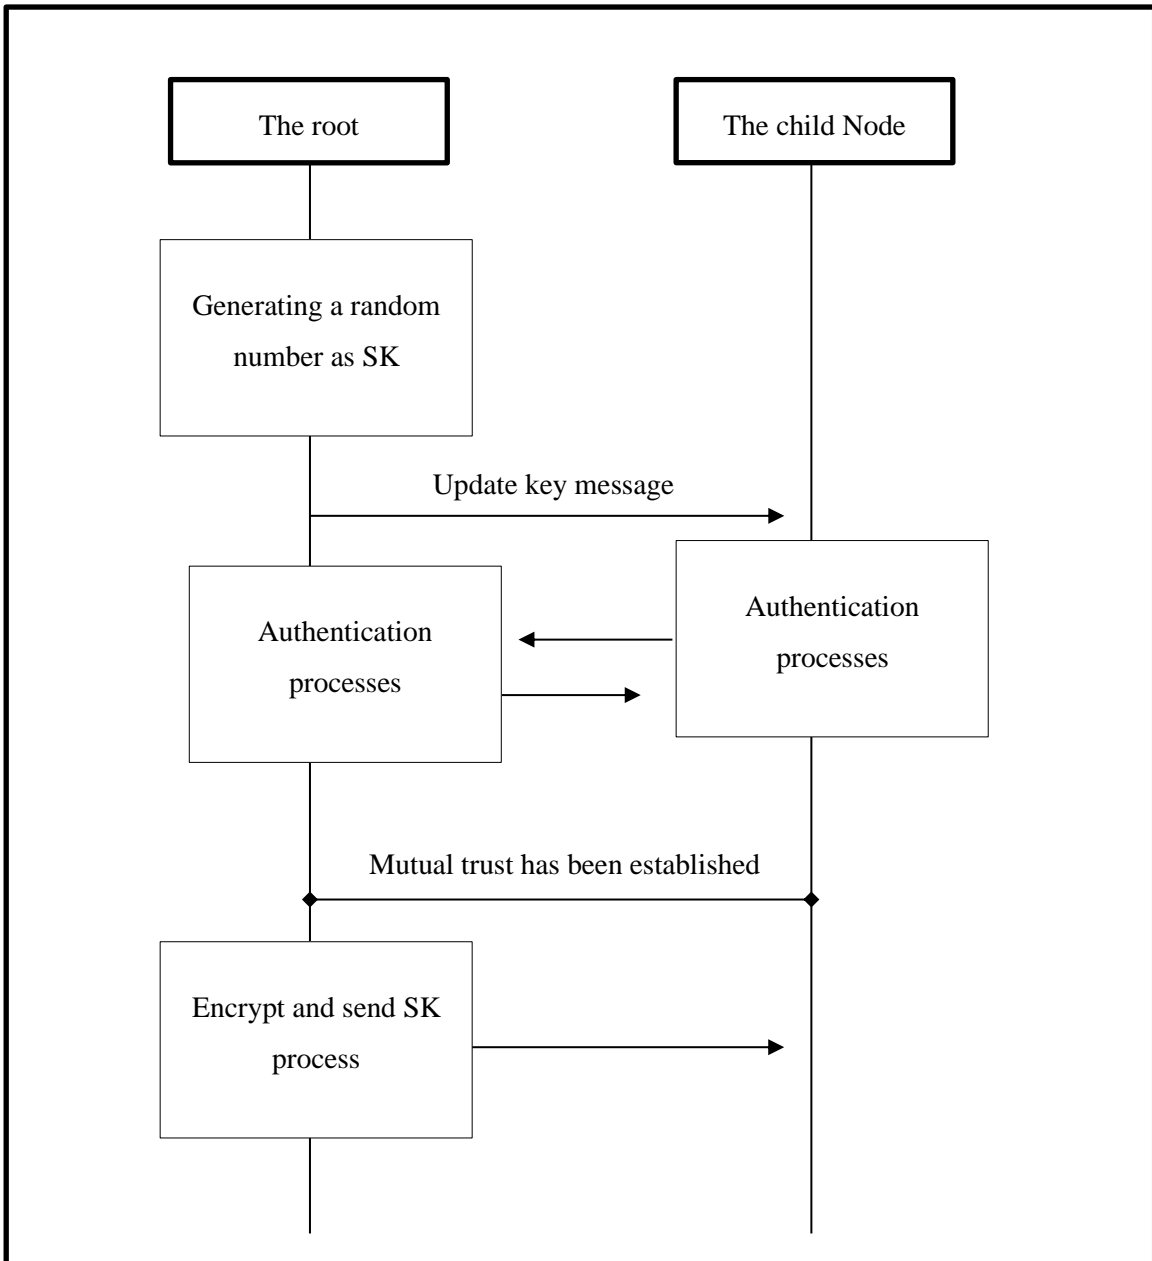 The root
The child Node
Generating a random
number as SK
Update key message
Authentication
processes
Authentication
processes
Mutual trust has been established
Encrypt and send SK
process